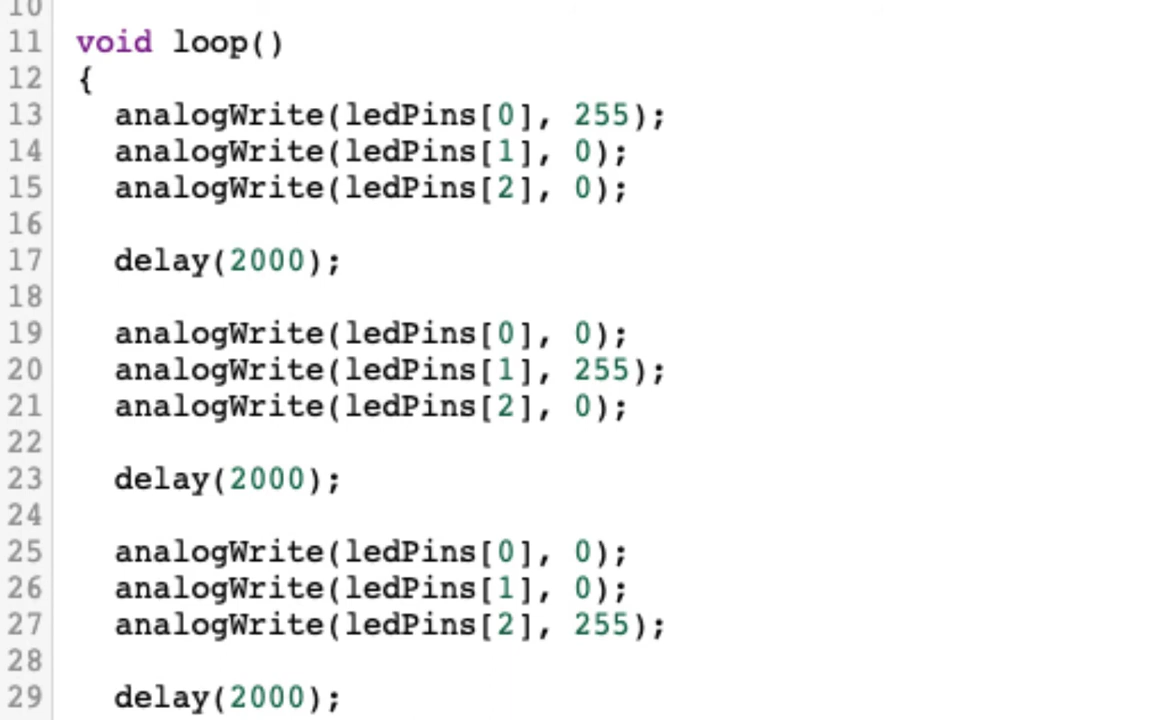 10
11 void loop()
12 {
13   analogWrite(ledPins[0], 255);
14   analogWrite(ledPins[1], 0);
15   analogWrite(ledPins[2], 0);
16
17   delay(2000);
18
19   analogWrite(ledPins[0], 0);
20   analogWrite(ledPins[1], 255);
21   analogWrite(ledPins[2], 0);
22
23   delay(2000);
24
25   analogWrite(ledPins[0], 0);
26   analogWrite(ledPins[1], 0);
27   analogWrite(ledPins[2], 255);
28
29   delay(2000);